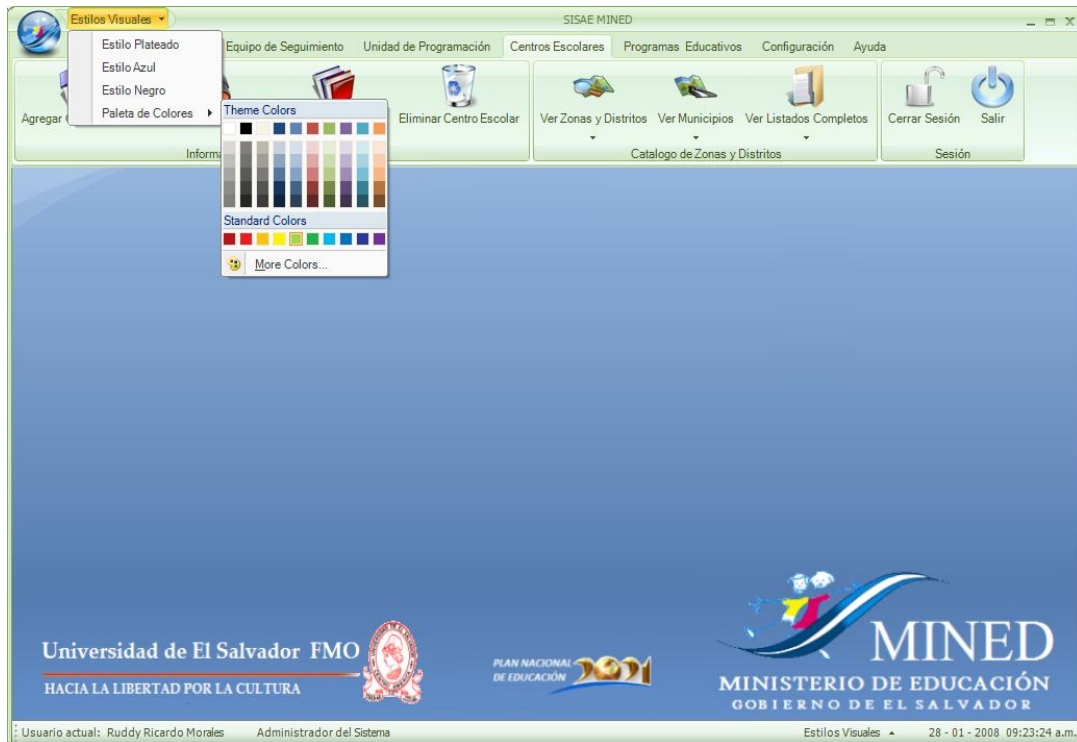 Estilos Visuales
SISAE MINED
Estilo Plateado
Estilo Azul
Estilo Negro
Paleta de Colores
Equipo de Seguimiento Unidad de Programación Centros Escolares Programas Educativos Configuración Ayuda
Agregar
Eliminar Centro Escolar
Ver Zonas y Distritos
Ver Municipios
Ver Listados Completos
Cerrar Sesión
Salir
Catalogo de Zonas y Distritos
Sesión
Theme Colors
Standard Colors
More Colors...
Universidad de El Salvador FMO
HACIA LA LIBERTAD POR LA CULTURA
PLAN NACIONAL
DE EDUCACIÓN
2021
MINED
MINISTERIO DE EDUCACIÓN
GOBIERNO DE EL SALVADOR
Usuario actual: Ruddy Ricardo Morales Administrador del Sistema Estilos Visuales 28 - 01 - 2008 09:23:24 a.m.